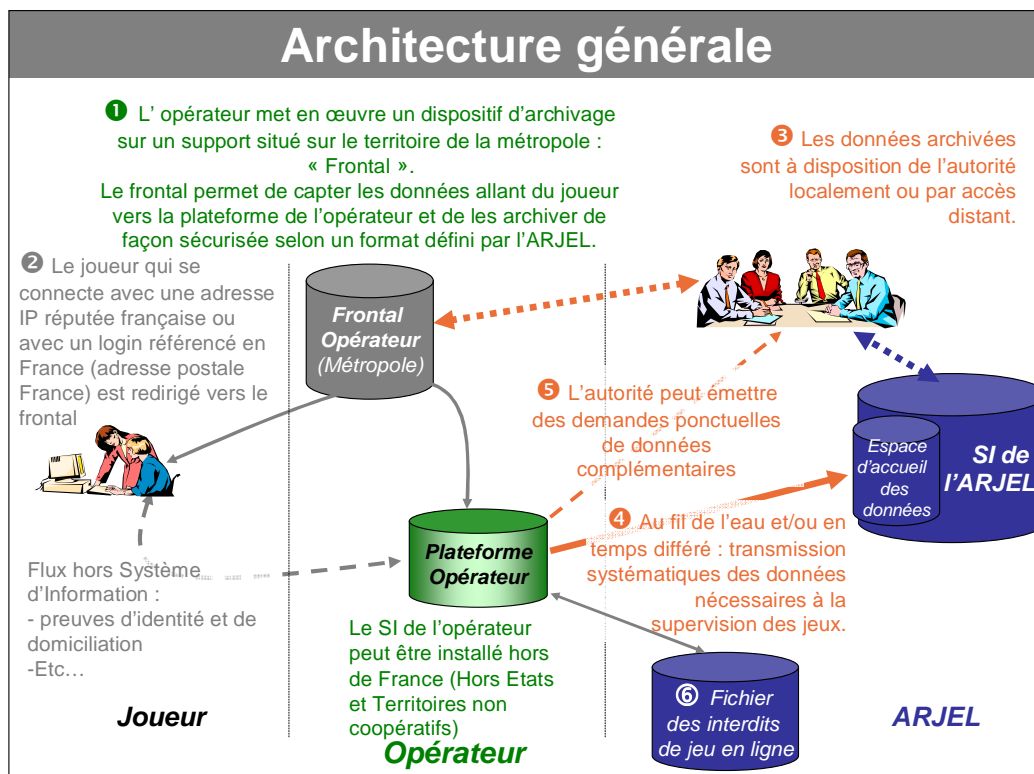 Architecture générale
❶ L' opérateur met en œuvre un dispositif d'archivage
sur un support situé sur le territoire de la métropole :
« Frontal ».
Le frontal permet de capter les données allant du joueur
vers la plateforme de l'opérateur et de les archiver de
façon sécurisée selon un format défini par l'ARJEL.
❸ Les données archivées
sont à disposition de l'autorité
localement ou par accès
distant.
❷ Le joueur qui se
connecte avec une adresse
IP réputée française ou
avec un login référencé en
France (adresse postale
France) est redirigé vers le
frontal
Frontal
Opérateur
(Métropole)
❺ L'autorité peut émettre
des demandes ponctuelles
de données
complémentaires
Espace
d'accueil
des
données
SI de
l'ARJEL
❹ Au fil de l'eau et/ou en
temps différé : transmission
systématiques des données
nécessaires à la
supervision des jeux.
Plateforme
Opérateur
Flux hors Système
d'Information :
- preuves d'identité et de
domiciliation
-Etc…
Le SI de l'opérateur
peut être installé hors
de France (Hors Etats
et Territoires non
coopératifs)
❻ Fichier
des interdits
de jeu en ligne
Joueur
Opérateur
ARJEL